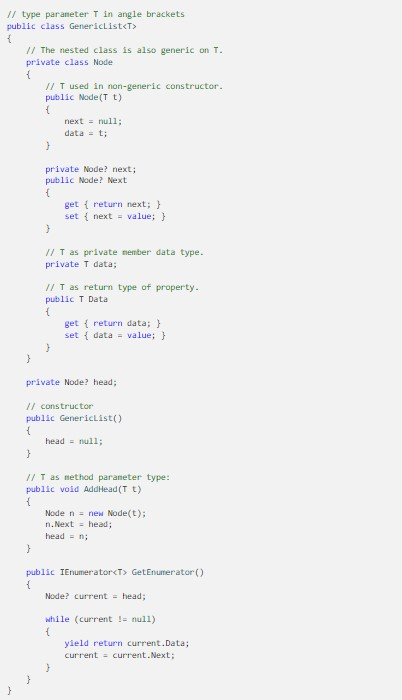 // type parameter T in angle brackets
public class GenericList<T>
{
    // The nested class is also generic on T.
    private class Node
    {
        // T used in non-generic constructor.
        public Node(T t)
        {
            next = null;
            data = t;
        }

        private Node? next;
        public Node? Next
        {
            get { return next; }
            set { next = value; }
        }

        // T as private member data type.
        private T data;

        // T as return type of property.
        public T Data
        {
            get { return data; }
            set { data = value; }
        }
    }

    private Node? head;

    // constructor
    public GenericList()
    {
        head = null;
    }

    // T as method parameter type:
    public void AddHead(T t)
    {
        Node n = new Node(t);
        n.Next = head;
        head = n;
    }

    public IEnumerator<T> GetEnumerator()
    {
        Node? current = head;

        while (current != null)
        {
            yield return current.Data;
            current = current.Next;
        }
    }
}